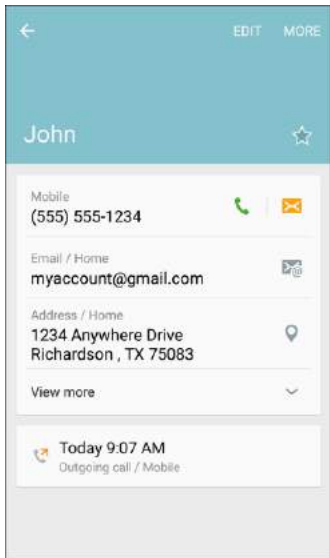 EDIT MORE
John
Mobile
(555) 555-1234
Email / Home
myaccount@gmail.com
Address / Home
1234 Anywhere Drive
Richardson , TX 75083
View more
Today 9:07 AM
Outgoing call / Mobile